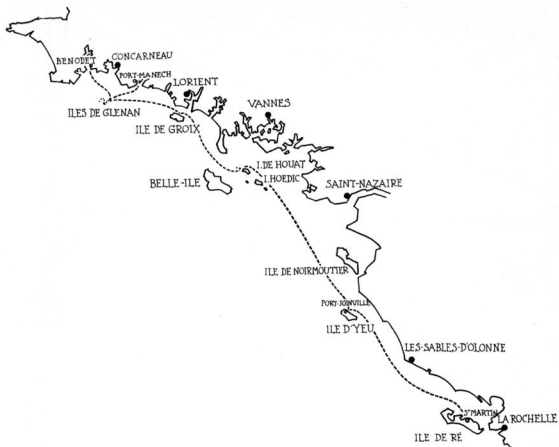 BENODET
CONCARNEAU
PORT-MANECH
LORIENT
ILES DE GLENAN
ILE DE GROIX
VANNES
I. DE HOUAT
I. HOEDIC
BELLE-ILE
SAINT-NAZAIRE
ILE DE NOIRMOUTIER
PORT-JOINVILLE
ILE D'YEU
LES-SABLES-D'OLONNE
ST MARTIN
LA ROCHELLE
ILE DE RÉ